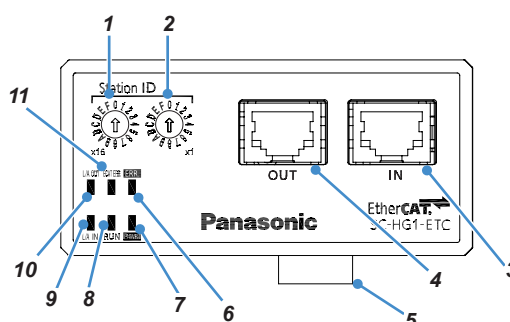 1 2
Station ID
11
x16 x1
OUT IN
L/A OUT ERR
EtherCAT.
SC-HG1-ETC
Panasonic
L/A IN RUN
3
4
10 9 8 7 6 5